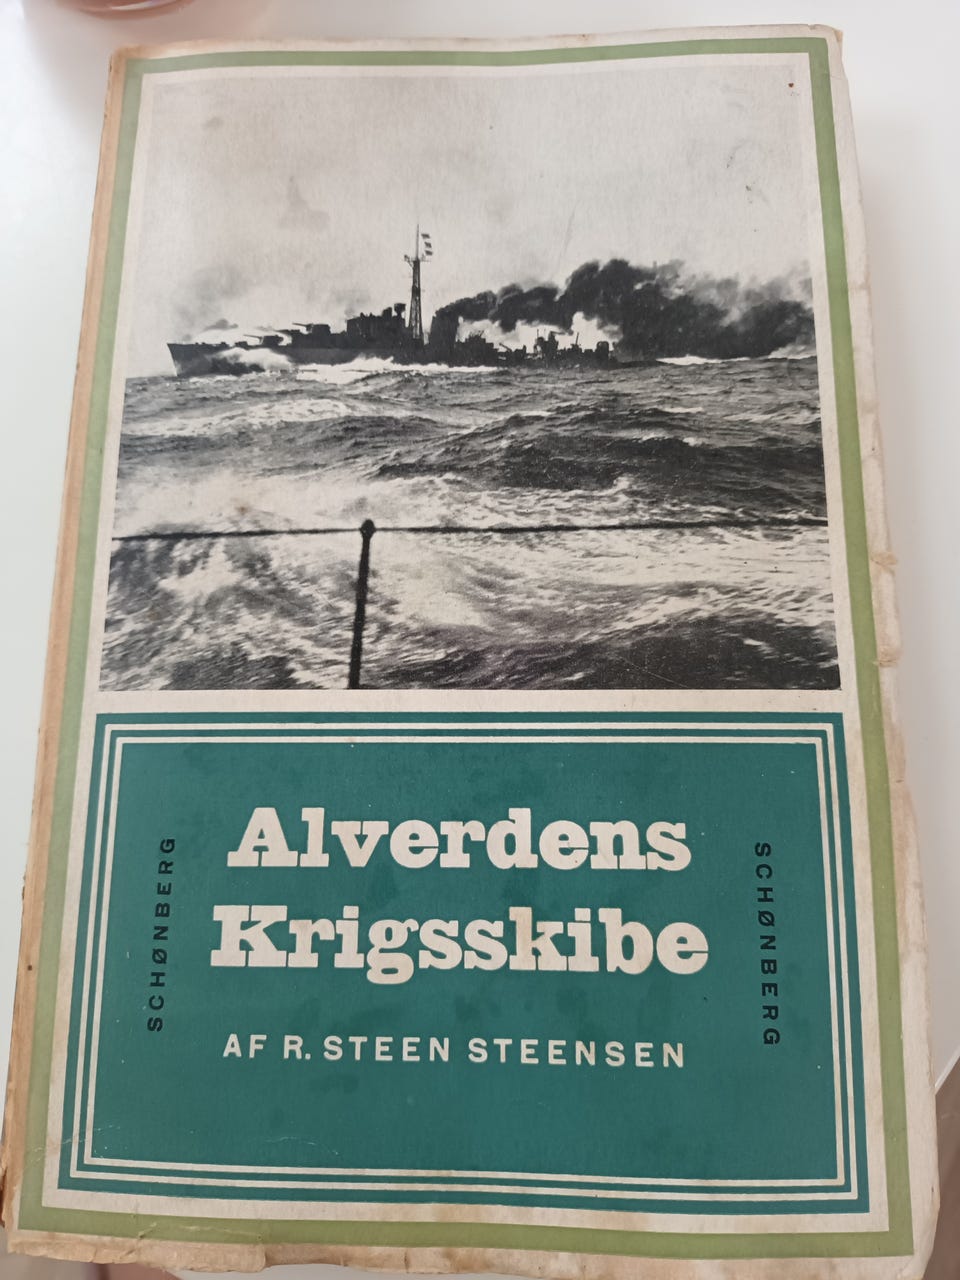 Alverdens
Krigsskibe
AF R. STEEN STEENSEN
SCHØNBERG
SCHØNBERG